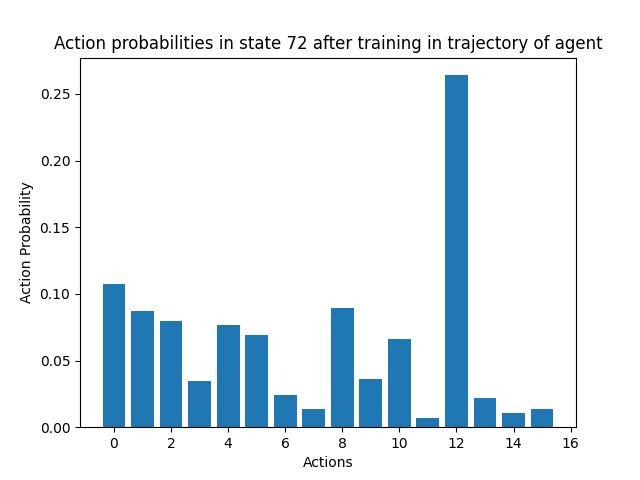 Action probabilities in state 72 after training in trajectory of agent
0.25
0.20
0.15
0.10
0.05
0.00
Action Probability
0 2 4 6 8 10 12 14 16
Actions